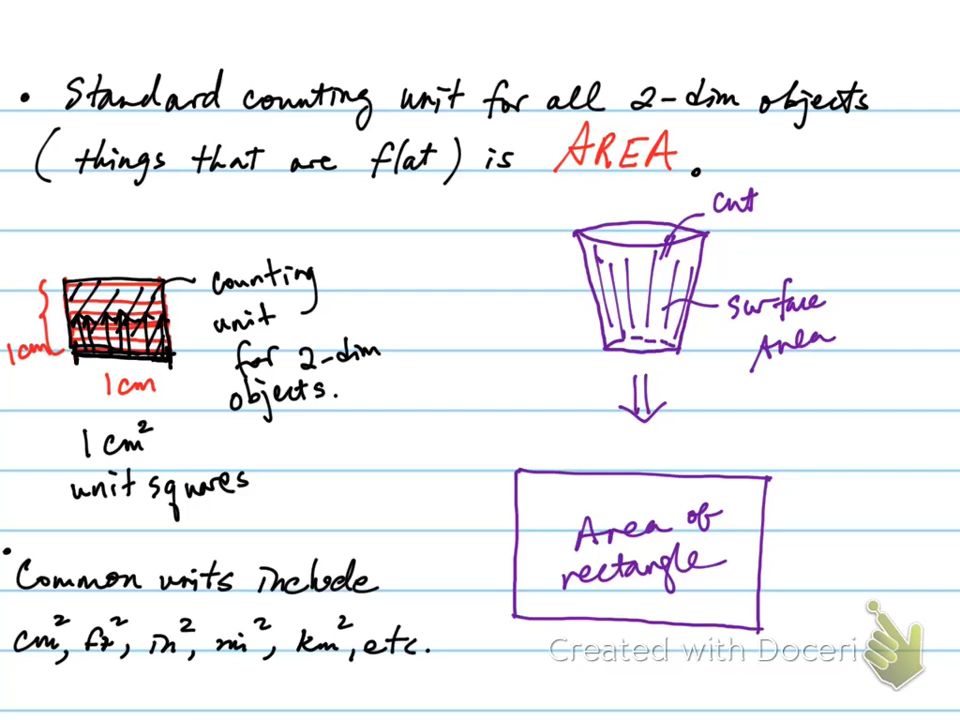 • Standard counting unit for all 2-dim objects
(things that are flat) is AREA.
cut
surface
Area
1cm
1cm
counting
unit
for 2-dim
objects.
1 cm²
unit squares
Area of
rectangle
• Common units include
cm², ft², in², mi², km², etc.
Created with Doceri